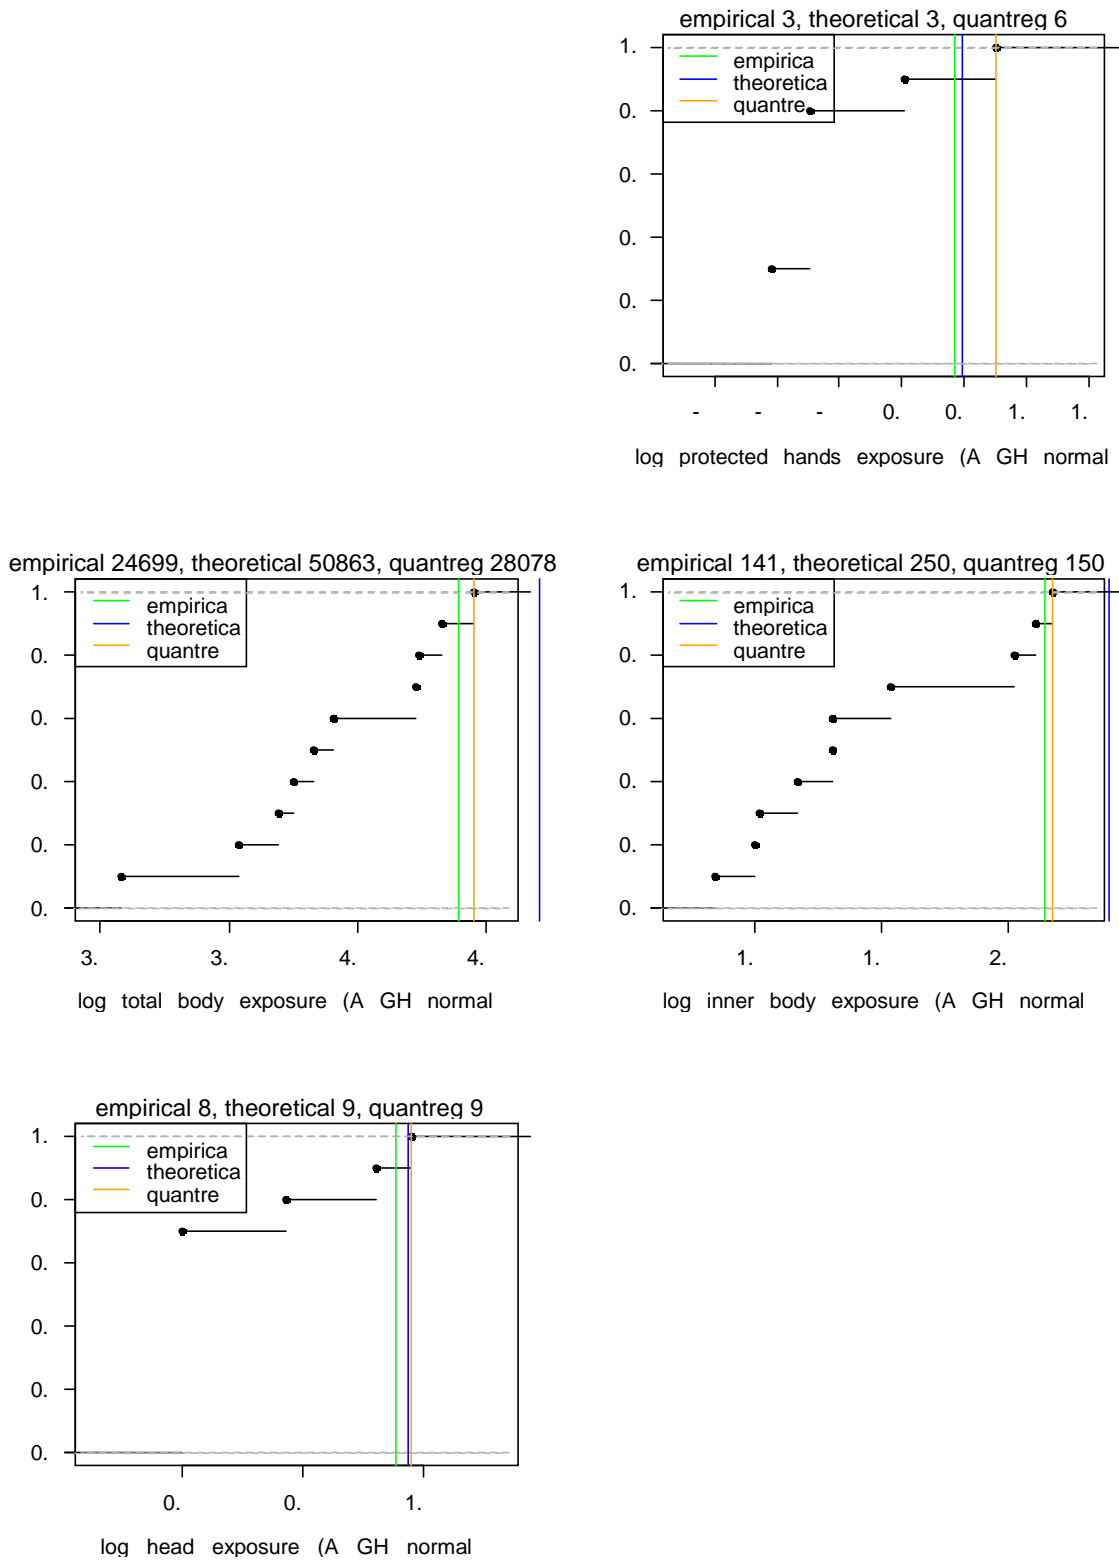 empirical 3, theoretical 3, quantreg 6
1.
empirica
theoretica
quantre
0.
0.
0.
0.
0.
- - - 0. 0. 1. 1.
log protected hands exposure (A GH normal
empirical 24699, theoretical 50863, quantreg 28078
1.
empirica
theoretica
quantre
0.
0.
0.
0.
0.
3. 3. 4. 4.
log total body exposure (A GH normal
empirical 141, theoretical 250, quantreg 150
1.
empirica
theoretica
quantre
0.
0.
0.
0.
0.
1. 1. 2.
log inner body exposure (A GH normal
empirical 8, theoretical 9, quantreg 9
1.
empirica
theoretica
quantre
0.
0.
0.
0.
0.
0. 0. 1.
log head exposure (A GH normal